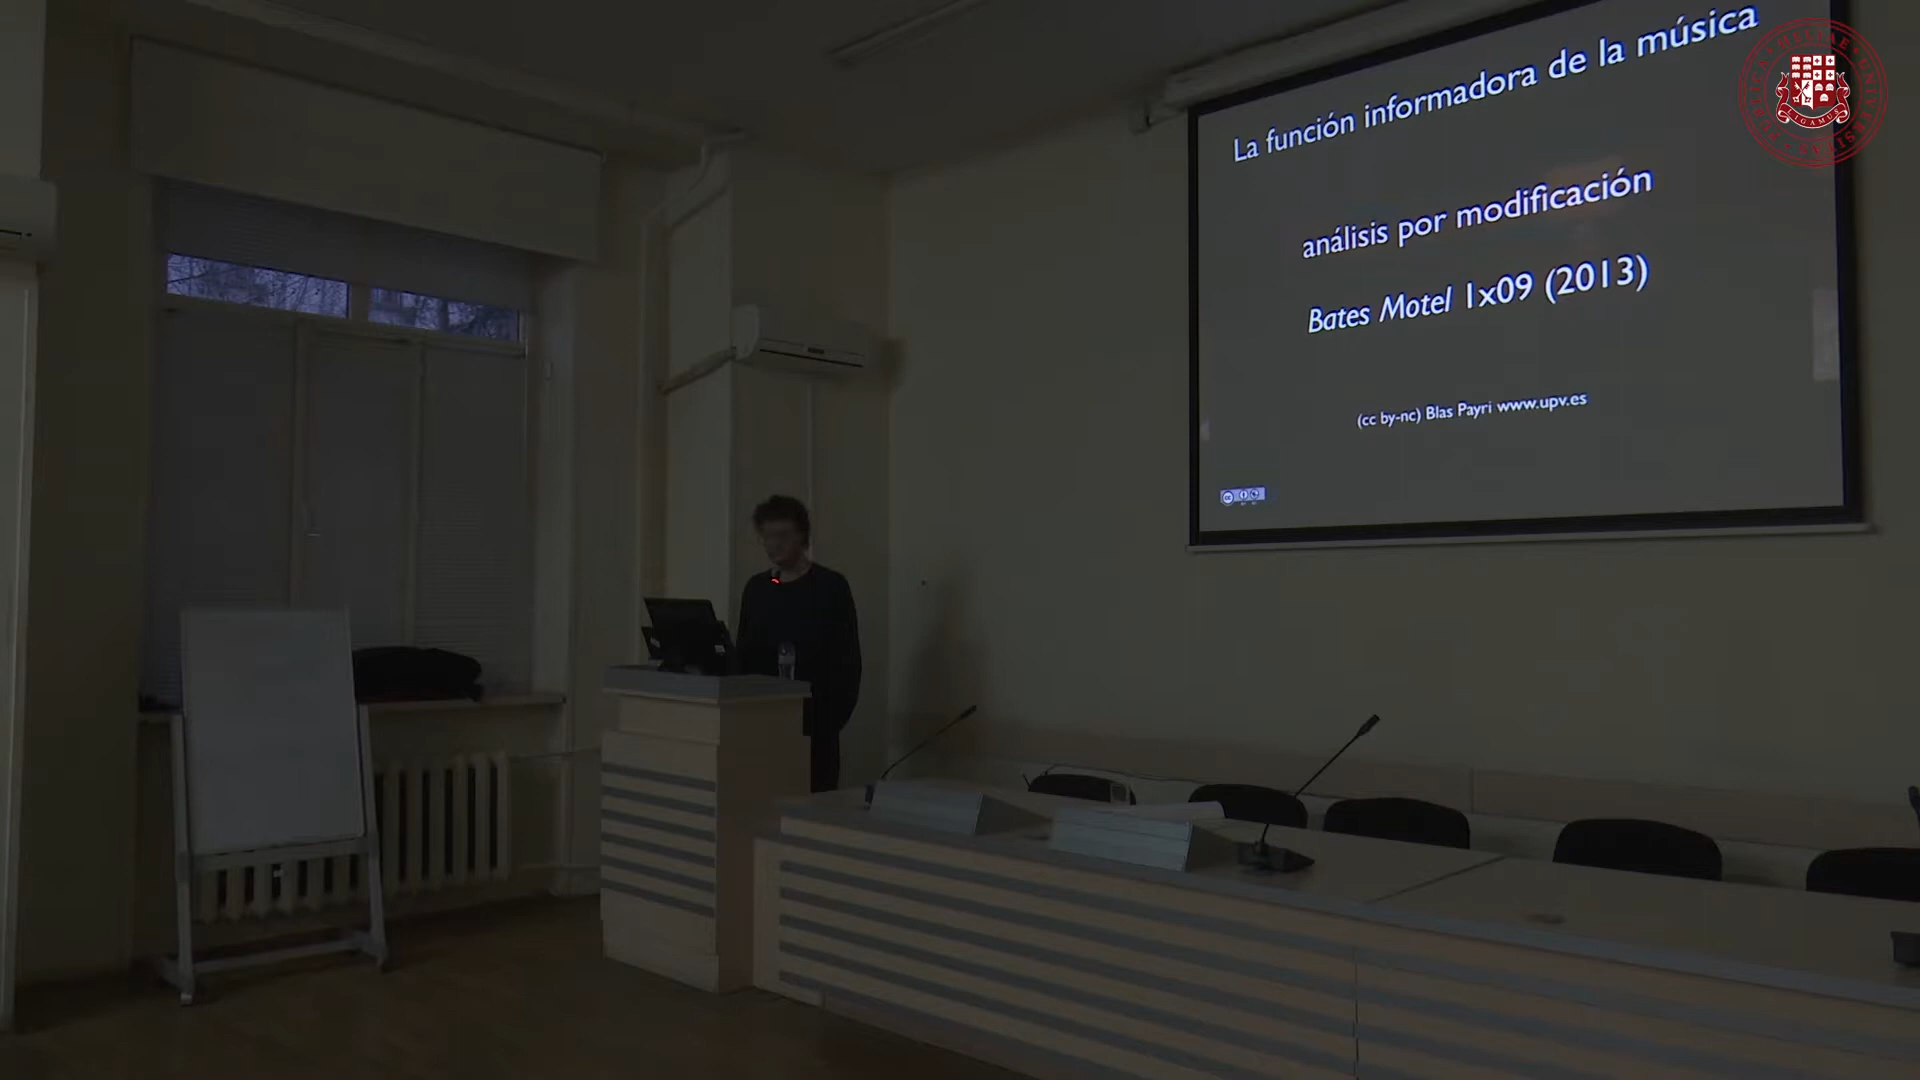 La función informadora de la música
análisis por modificación
Bates Motel 1x09 (2013)
(cc by-nc) Blas Payri www.upv.es
LIGAMUS